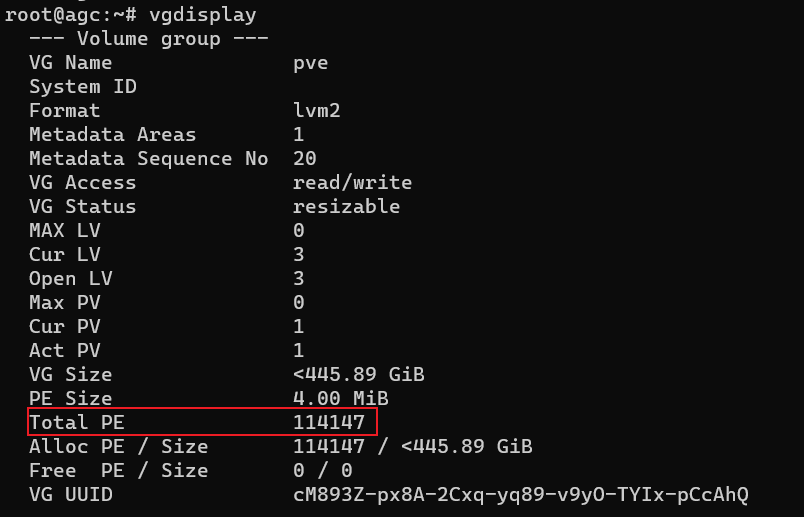 root@agc:~# vgdisplay
--- Volume group ---
VG Name pve
System ID
Format lvm2
Metadata Areas 1
Metadata Sequence No 20
VG Access read/write
VG Status resizable
MAX LV 0
Cur LV 3
Open LV 3
Max PV 0
Cur PV 1
Act PV 1
VG Size <445.89 GiB
PE Size 4.00 MiB
Total PE 114147
Alloc PE / Size 114147 / <445.89 GiB
Free PE / Size 0 / 0
VG UUID cM893Z-px8A-2Cxq-yq89-v9yO-TYIx-pCcAhQ